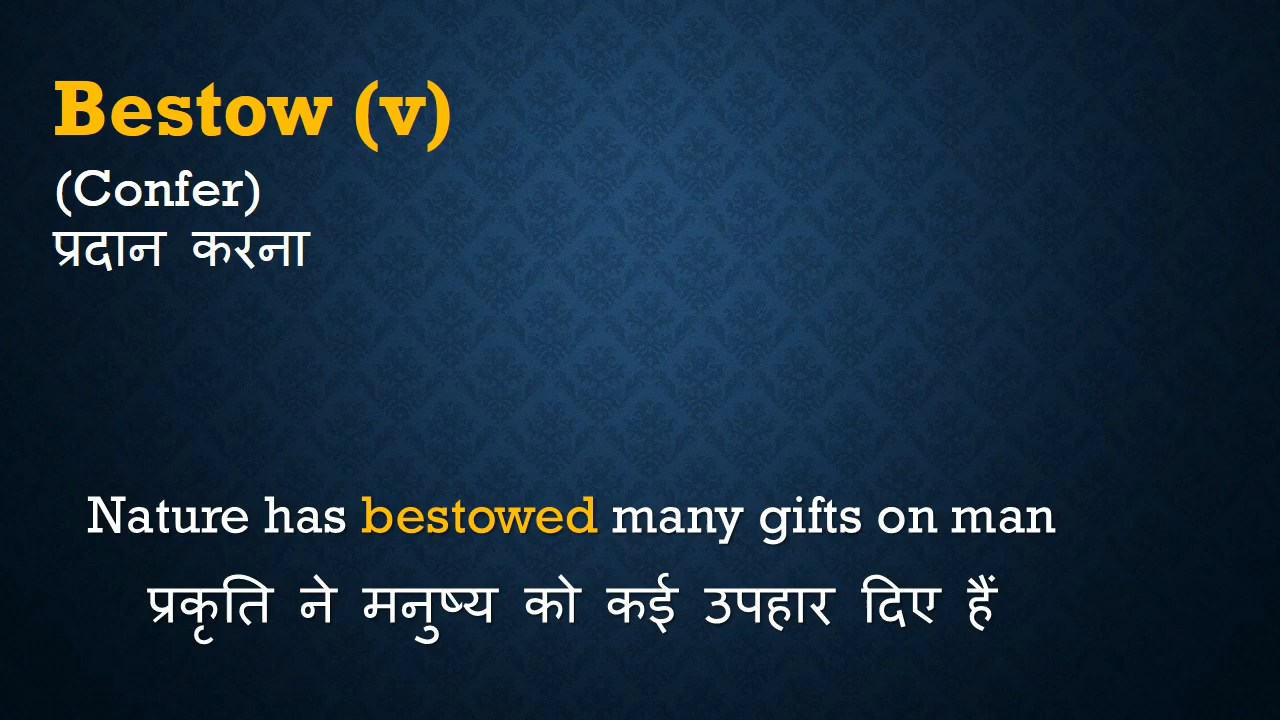 Bestow (v)
(Confer)
प्रदान करना
Nature has bestowed many gifts on man
प्रकृति ने मनुष्य को कई उपहार दिए हैं